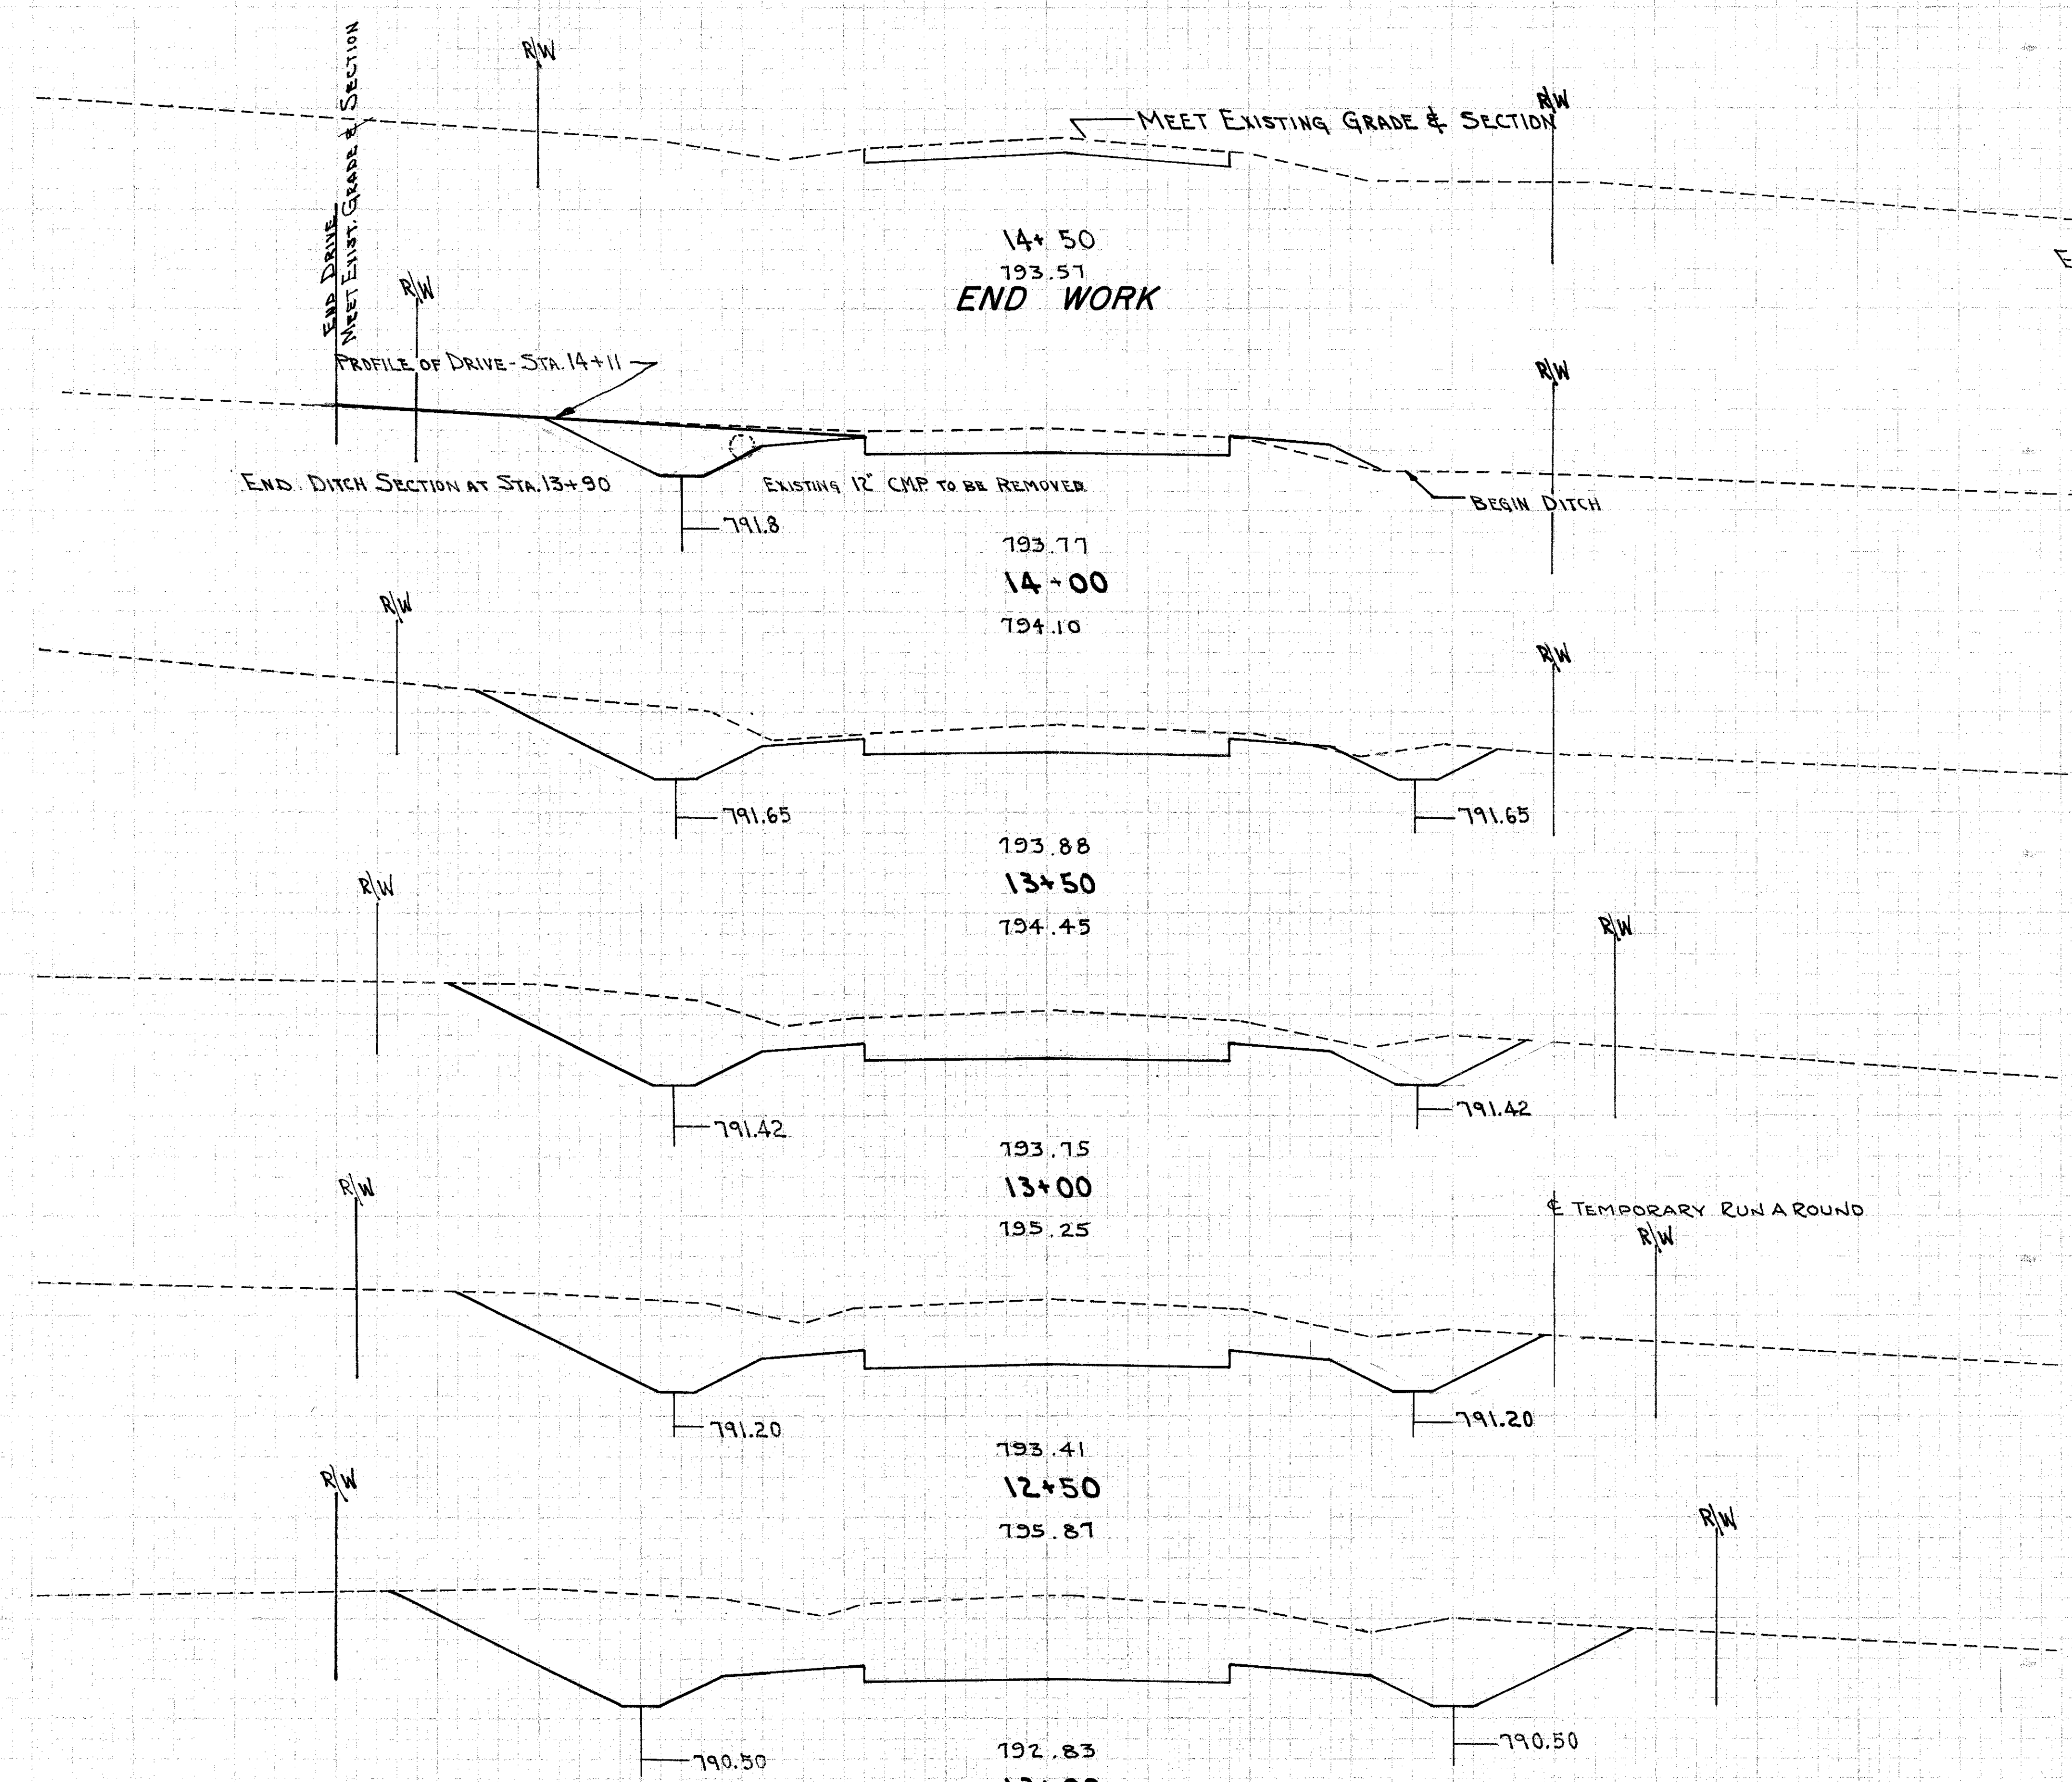 R/W
R/W
MEET EXISTING GRADE & SECTION
END DRIVE
MEET EXIST. GRADE & SECTION
14+50
793.57
END WORK
R/W
R/W
PROFILE OF DRIVE-STA. 14+11
END DITCH SECTION AT STA. 13+90
EXISTING 12" C.M.P. TO BE REMOVED
BEGIN DITCH
791.8
793.77
14+00
794.10
R/W
R/W
791.65
791.65
793.88
13+50
794.45
R/W
R/W
791.42
791.42
793.75
13+00
795.25
R/W
℄ TEMPORARY RUN AROUND
R/W
791.20
791.20
793.41
12+50
795.87
R/W
R/W
790.50
790.50
792.83